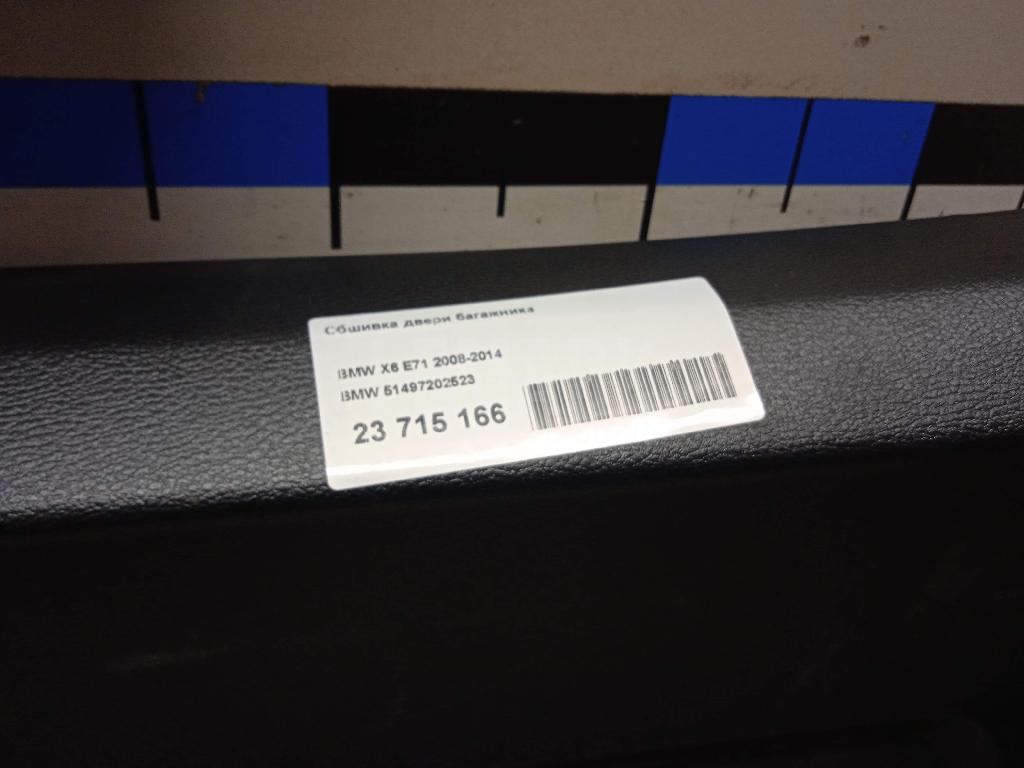 Обшивка двери багажника
BMW X6 E71 2008-2014
BMW 51497202523
23 715 166